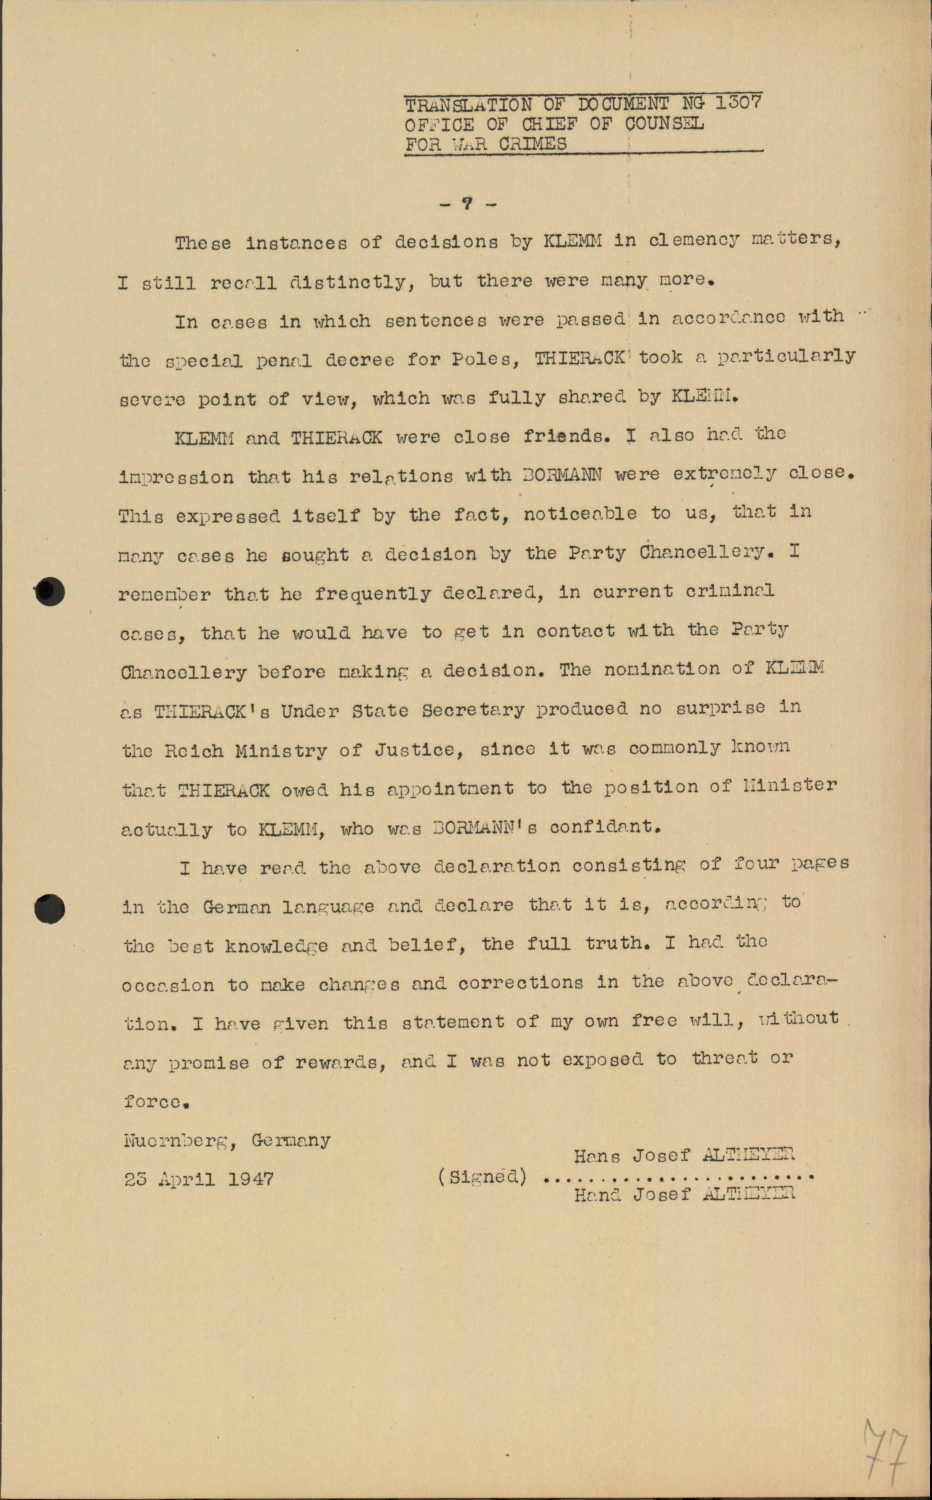 TRANSLATION OF DOCUMENT NG 1307
OFFICE OF CHIEF OF COUNSEL
FOR WAR CRIMES
- 7 -
These instances of decisions by KLEMM in clemency matters,
I still recall distinctly, but there were many more.
In cases in which sentences were passed in accordance with
the special penal decree for Poles, THIERACK took a particularly
severe point of view, which was fully shared by KLEMM.
KLEMM and THIERACK were close friends. I also had the
impression that his relations with BORMANN were extremely close.
This expressed itself by the fact, noticeable to us, that in
many cases he sought a decision by the Party Chancellery. I
remember that he frequently declared, in current criminal
cases, that he would have to get in contact with the Party
Chancellery before making a decision. The nomination of KLEMM
as THIERACK's Under State Secretary produced no surprise in
the Reich Ministry of Justice, since it was commonly known
that THIERACK owed his appointment to the position of Minister
actually to KLEMM, who was BORMANN's confidant.
I have read the above declaration consisting of four pages
in the German language and declare that it is, according to
the best knowledge and belief, the full truth. I had the
occasion to make changes and corrections in the above declara-
tion. I have given this statement of my own free will, without
any promise of rewards, and I was not exposed to threat or
force.
Nuernberg, Germany
Hans Josef ALTMEYER
23 April 1947 (Signed) ........................
Hand Josef ALTMEYER
77